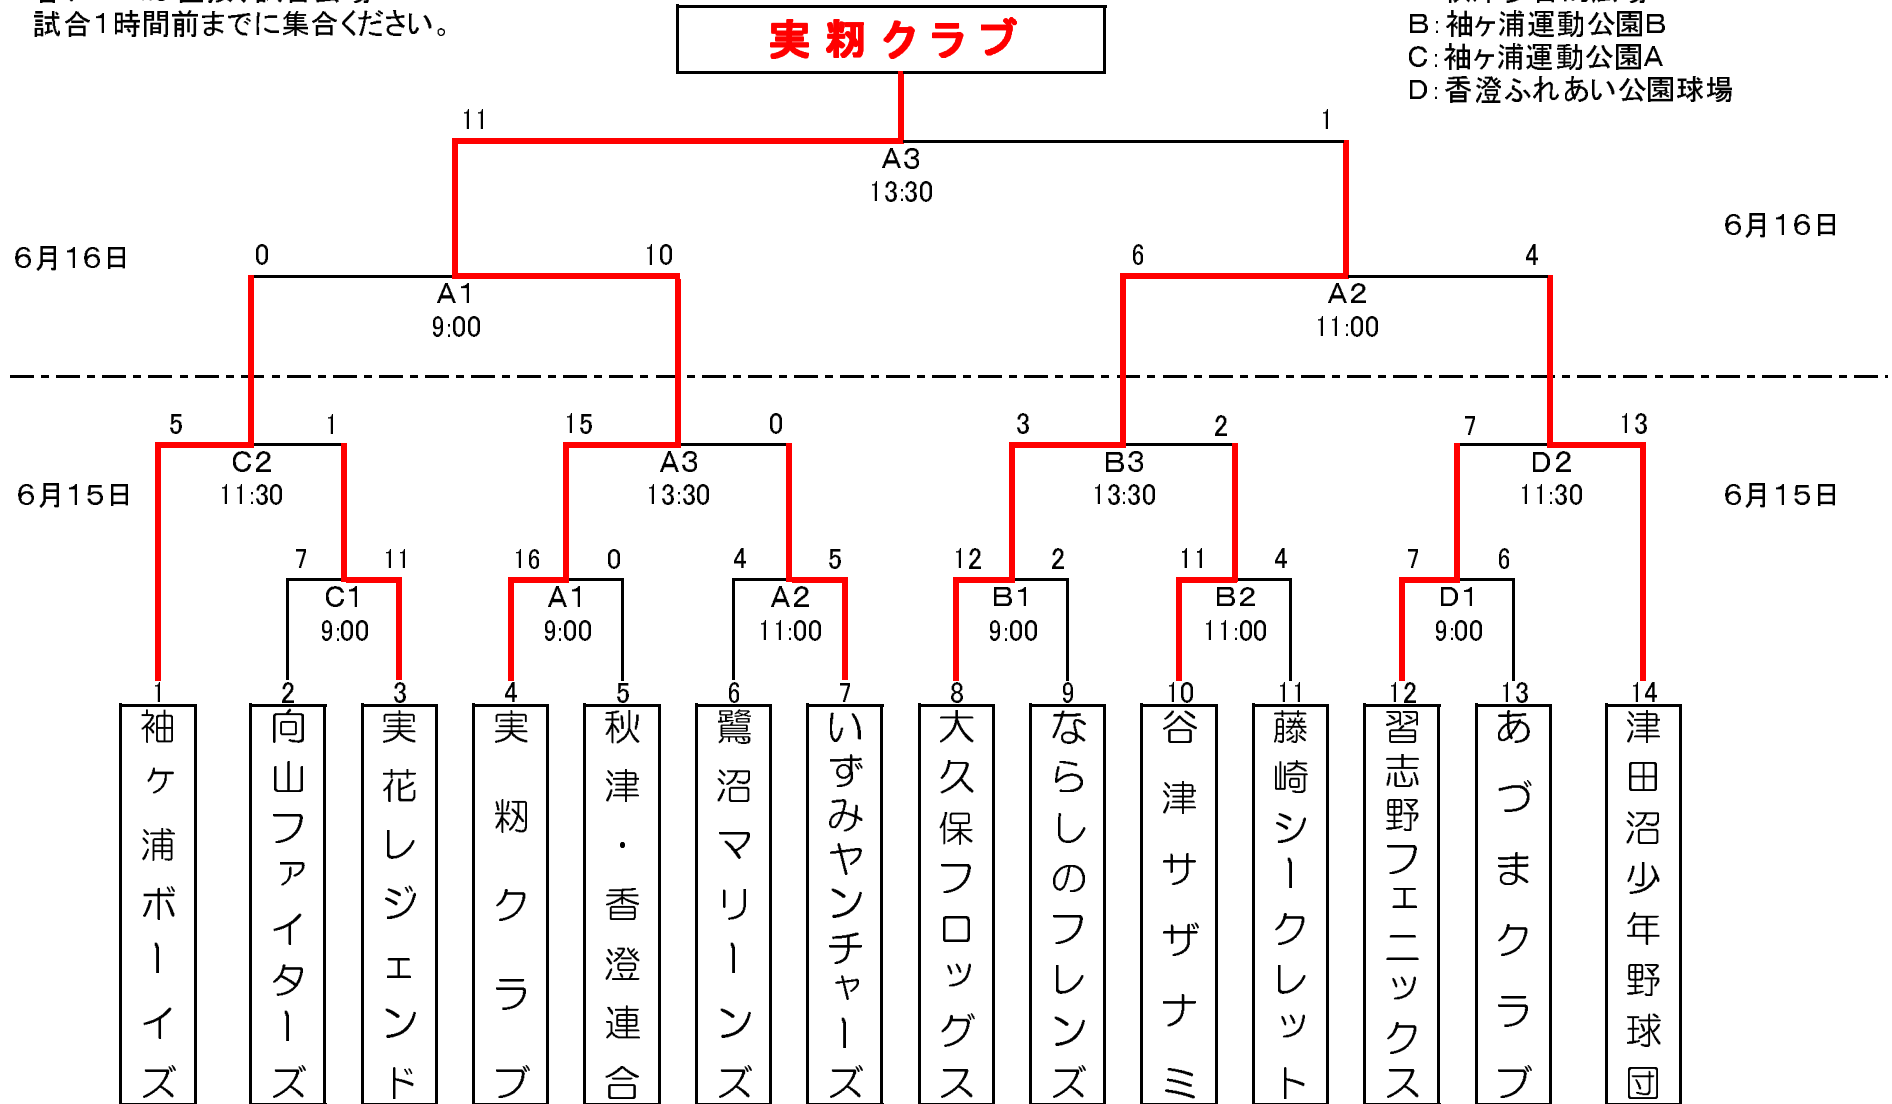 試合1時間前までに集合ください。
実籾クラブ
B:袖ヶ浦運動公園B
C:袖ヶ浦運動公園A
D:香澄ふれあい公園球場
11
1
A3
13:30
6月16日
6月16日
0
10
6
4
A1
9:00
A2
11:00
5
1
15
0
3
2
7
13
C2
11:30
A3
13:30
B3
13:30
D2
11:30
6月15日
6月15日
7
11
16
0
4
5
12
2
11
4
7
6
C1
9:00
A1
9:00
A2
11:00
B1
9:00
B2
11:00
D1
9:00
1
2
3
4
5
6
7
8
9
10
11
12
13
14
袖ヶ浦ボーイズ
向山ファイターズ
実花レジェンド
実籾クラブ
秋津・香澄連合
鷺沼マリーンズ
いずみヤンチャーズ
大久保フロッグス
ならしのフレンズ
谷津サザナミ
藤崎シークレット
習志野フェニックス
あづまクラブ
津田沼少年野球団